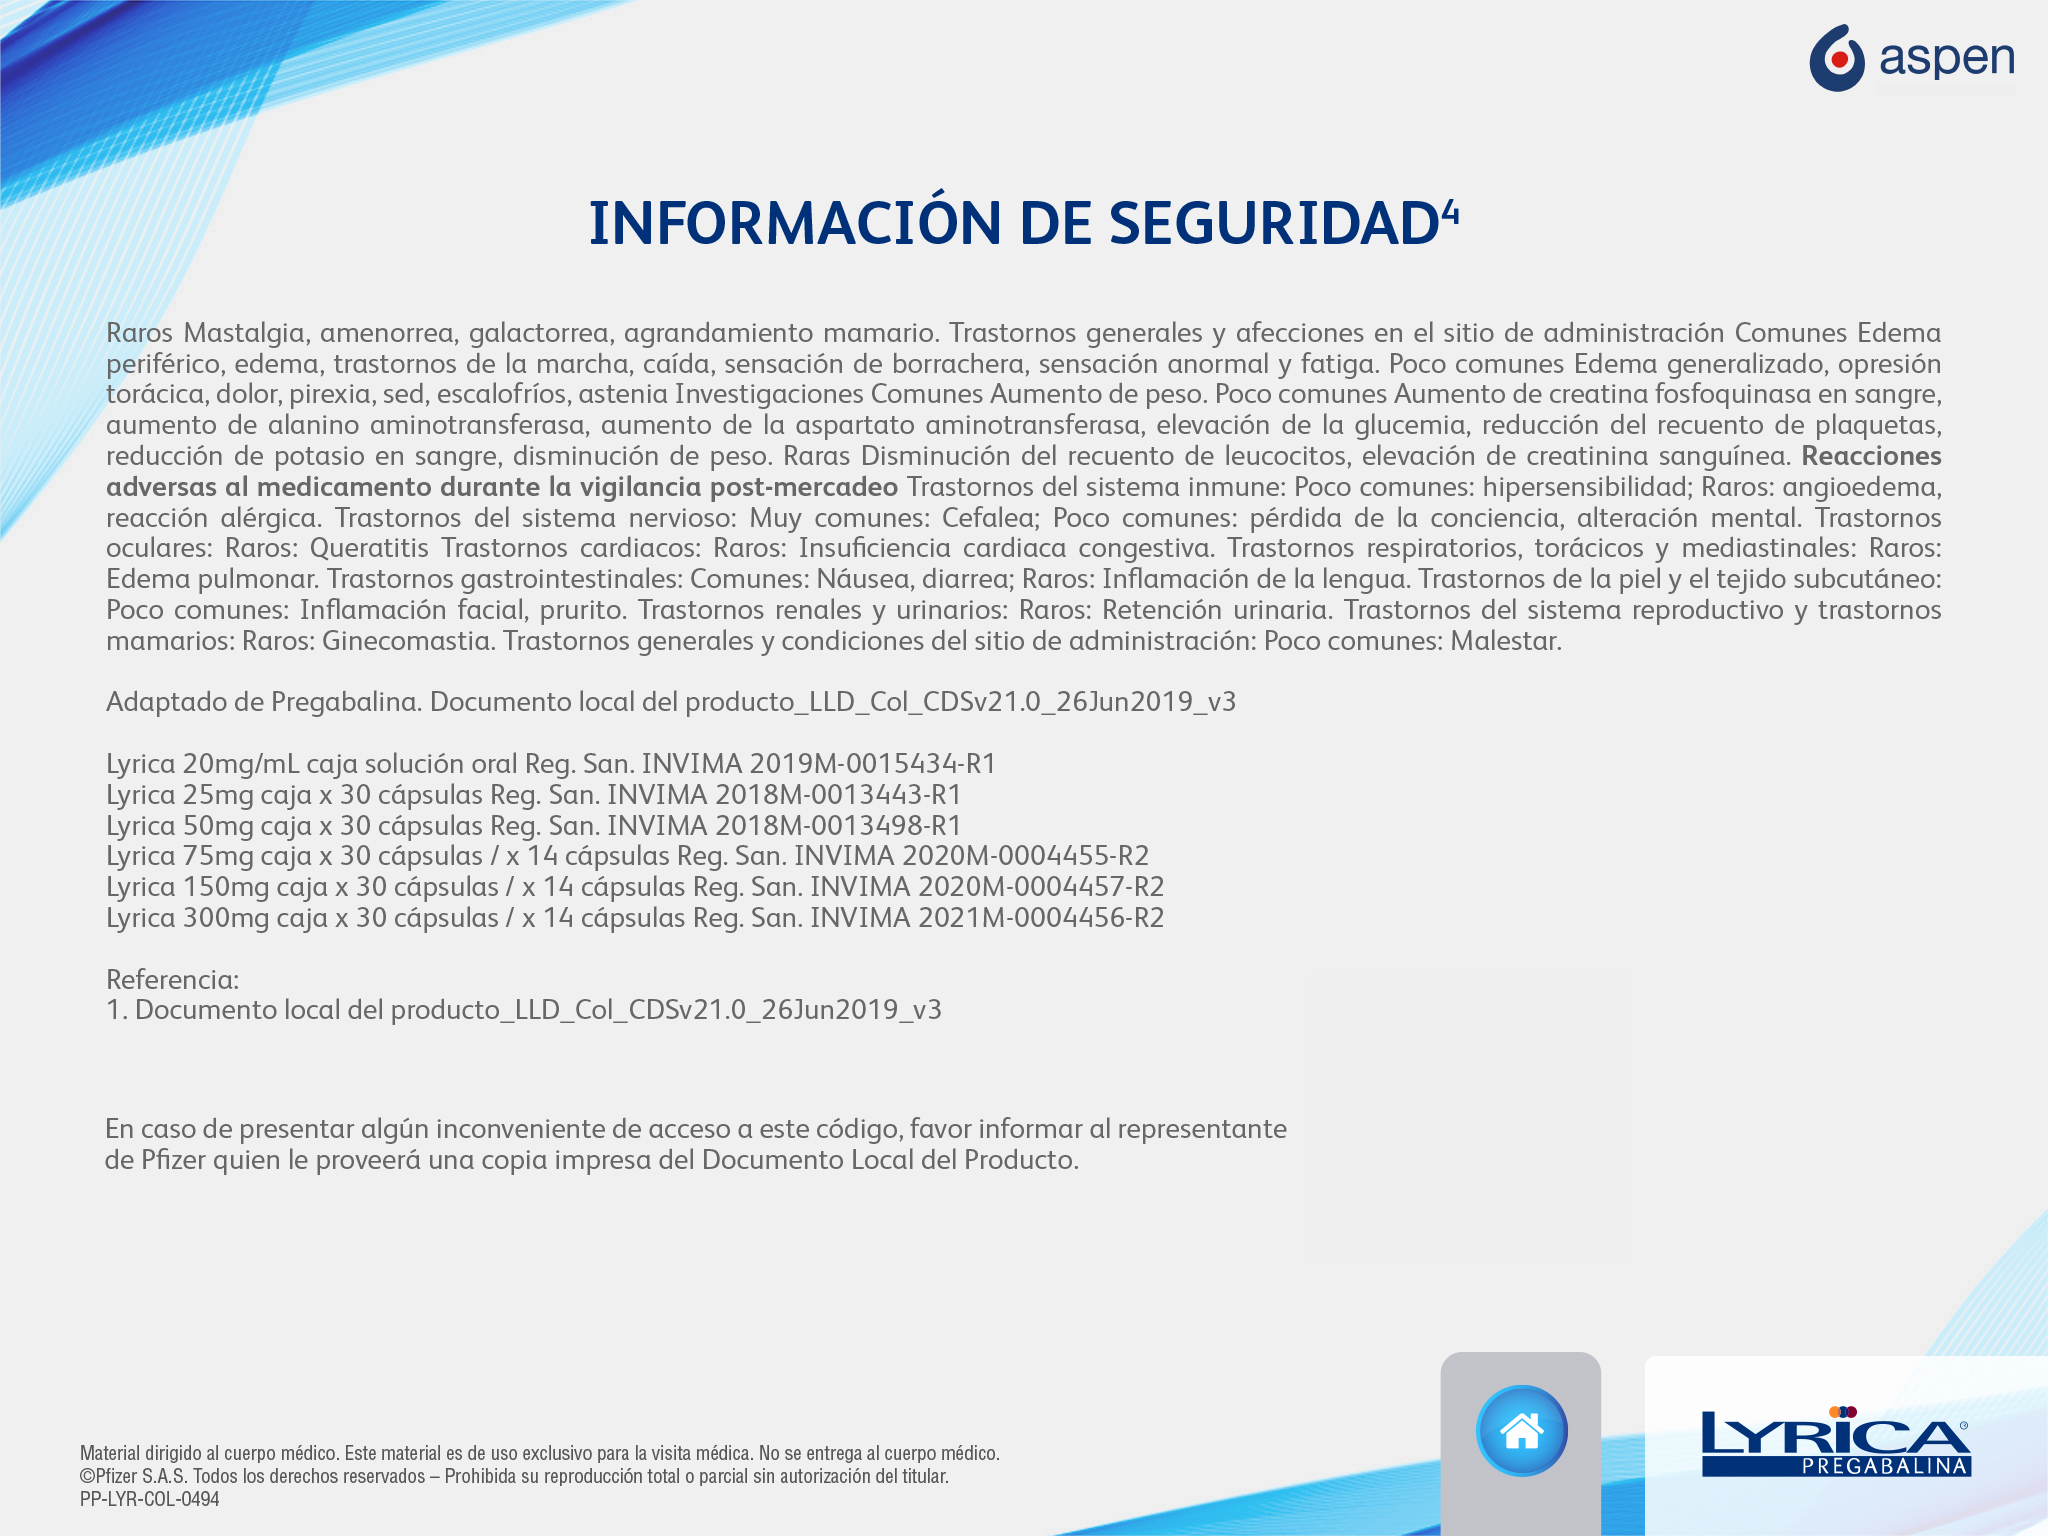 aspen
INFORMACIÓN DE SEGURIDAD⁴
Raros Mastalgia, amenorrea, galactorrea, agrandamiento mamario. Trastornos generales y afecciones en el sitio de administración Comunes Edema
periférico, edema, trastornos de la marcha, caída, sensación de borrachera, sensación anormal y fatiga. Poco comunes Edema generalizado, opresión
torácica, dolor, pirexia, sed, escalofríos, astenia Investigaciones Comunes Aumento de peso. Poco comunes Aumento de creatina fosfoquinasa en sangre,
aumento de alanino aminotransferasa, aumento de la aspartato aminotransferasa, elevación de la glucemia, reducción del recuento de plaquetas,
reducción de potasio en sangre, disminución de peso. Raras Disminución del recuento de leucocitos, elevación de creatinina sanguínea. Reacciones
adversas al medicamento durante la vigilancia post-mercadeo Trastornos del sistema inmune: Poco comunes: hipersensibilidad; Raros: angioedema,
reacción alérgica. Trastornos del sistema nervioso: Muy comunes: Cefalea; Poco comunes: pérdida de la conciencia, alteración mental. Trastornos
oculares: Raros: Queratitis Trastornos cardiacos: Raros: Insuficiencia cardiaca congestiva. Trastornos respiratorios, torácicos y mediastinales: Raros:
Edema pulmonar. Trastornos gastrointestinales: Comunes: Náusea, diarrea; Raros: Inflamación de la lengua. Trastornos de la piel y el tejido subcutáneo:
Poco comunes: Inflamación facial, prurito. Trastornos renales y urinarios: Raros: Retención urinaria. Trastornos del sistema reproductivo y trastornos
mamarios: Raros: Ginecomastia. Trastornos generales y condiciones del sitio de administración: Poco comunes: Malestar.
Adaptado de Pregabalina. Documento local del producto_LLD_Col_CDSv21.0_26Jun2019_v3
Lyrica 20mg/mL caja solución oral Reg. San. INVIMA 2019M-0015434-R1
Lyrica 25mg caja x 30 cápsulas Reg. San. INVIMA 2018M-0013443-R1
Lyrica 50mg caja x 30 cápsulas Reg. San. INVIMA 2018M-0013498-R1
Lyrica 75mg caja x 30 cápsulas / x 14 cápsulas Reg. San. INVIMA 2020M-0004455-R2
Lyrica 150mg caja x 30 cápsulas / x 14 cápsulas Reg. San. INVIMA 2020M-0004457-R2
Lyrica 300mg caja x 30 cápsulas / x 14 cápsulas Reg. San. INVIMA 2021M-0004456-R2
Referencia:
1. Documento local del producto_LLD_Col_CDSv21.0_26Jun2019_v3
En caso de presentar algún inconveniente de acceso a este código, favor informar al representante
de Pfizer quien le proveerá una copia impresa del Documento Local del Producto.
Material dirigido al cuerpo médico. Este material es de uso exclusivo para la visita médica. No se entrega al cuerpo médico.
©Pfizer S.A.S. Todos los derechos reservados – Prohibida su reproducción total o parcial sin autorización del titular.
PP-LYR-COL-0494
LYRICA®
PREGABALINA